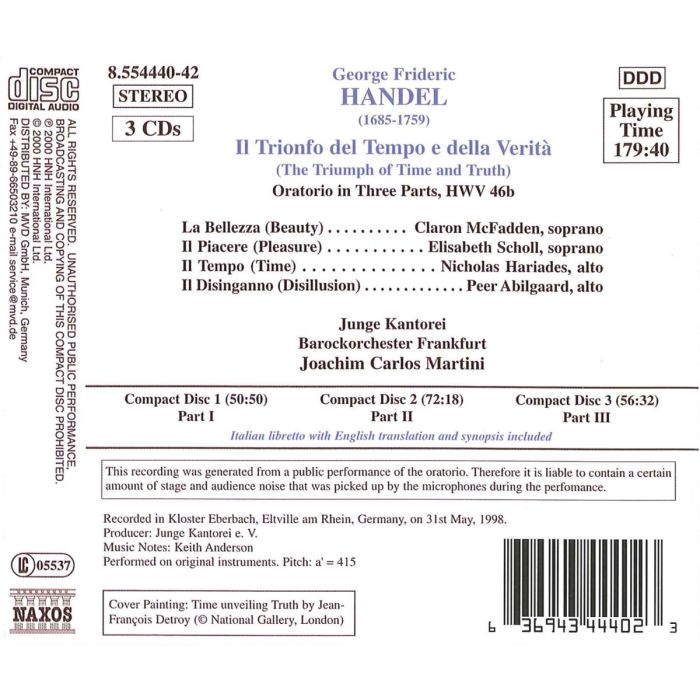 COMPACT
disc
DIGITAL AUDIO
8.554440-42
STEREO
3 CDs
George Frideric
HANDEL
(1685-1759)
Il Trionfo del Tempo e della Verità
(The Triumph of Time and Truth)
Oratorio in Three Parts, HWV 46b
DDD
Playing
Time
179:40
La Bellezza (Beauty) . . . . . . . . . . Claron McFadden, soprano
Il Piacere (Pleasure) . . . . . . . . . . . . . Elisabeth Scholl, soprano
Il Tempo (Time) . . . . . . . . . . . . . Nicholas Hariades, alto
Il Disinganno (Disillusion) . . . . . . . . . . . . Peer Abilgaard, alto
Junge Kantorei
Barockorchester Frankfurt
Joachim Carlos Martini
Compact Disc 1 (50:50)
Part I
Compact Disc 2 (72:18)
Part II
Compact Disc 3 (56:32)
Part III
Italian libretto with English translation and synopsis included
This recording was generated from a public performance of the oratorio. Therefore it is liable to contain a certain
amount of stage and audience noise that was picked up by the microphones during the perfomance.
Recorded in Kloster Eberbach, Eltville am Rhein, Germany, on 31st May, 1998.
Producer: Junge Kantorei e. V.
Music Notes: Keith Anderson
Performed on original instruments. Pitch: a' = 415
Cover Painting: Time unveiling Truth by Jean-
François Detroy (© National Gallery, London)
ALL RIGHTS RESERVED. UNAUTHORISED PUBLIC PERFORMANCE,
BROADCASTING AND COPYING OF THIS COMPACT DISC PROHIBITED.
℗ 2000 HNH International Ltd.
© 2000 HNH International Ltd.
DISTRIBUTED BY: MVD GmbH, Munich, Germany
Fax +49-89-66503210 e-mail service@mvd.de
LC 05537
NAXOS
6 36943 44402 3